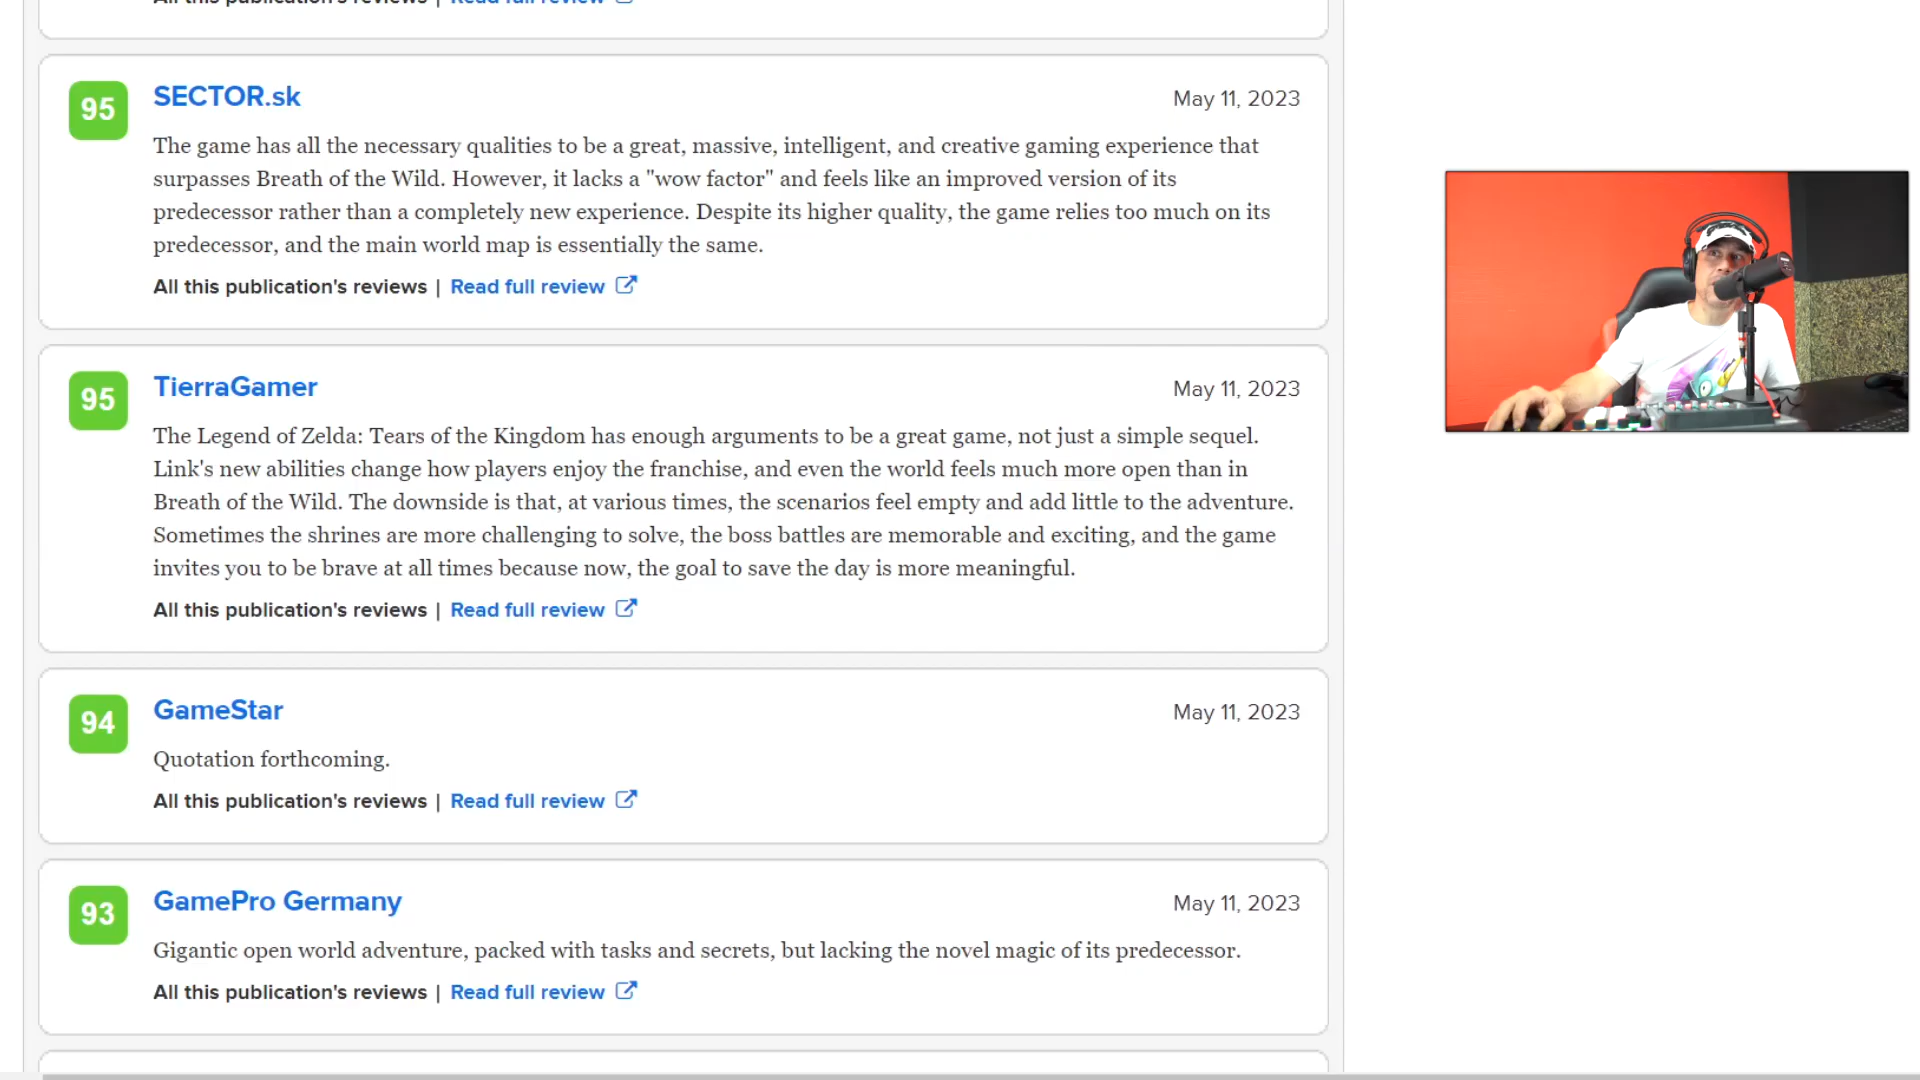 All this publication's reviews | Read full review
95
SECTOR.sk
May 11, 2023
The game has all the necessary qualities to be a great, massive, intelligent, and creative gaming experience that
surpasses Breath of the Wild. However, it lacks a "wow factor" and feels like an improved version of its
predecessor rather than a completely new experience. Despite its higher quality, the game relies too much on its
predecessor, and the main world map is essentially the same.
All this publication's reviews | Read full review
95
TierraGamer
May 11, 2023
The Legend of Zelda: Tears of the Kingdom has enough arguments to be a great game, not just a simple sequel.
Link's new abilities change how players enjoy the franchise, and even the world feels much more open than in
Breath of the Wild. The downside is that, at various times, the scenarios feel empty and add little to the adventure.
Sometimes the shrines are more challenging to solve, the boss battles are memorable and exciting, and the game
invites you to be brave at all times because now, the goal to save the day is more meaningful.
All this publication's reviews | Read full review
94
GameStar
May 11, 2023
Quotation forthcoming.
All this publication's reviews | Read full review
93
GamePro Germany
May 11, 2023
Gigantic open world adventure, packed with tasks and secrets, but lacking the novel magic of its predecessor.
All this publication's reviews | Read full review